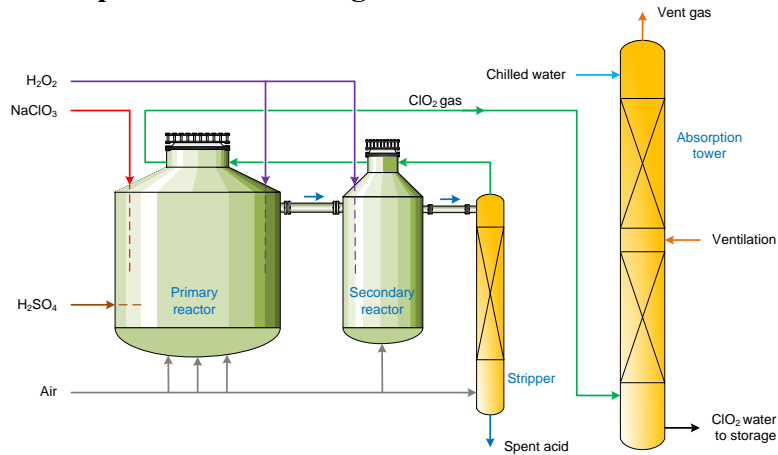 Vent gas
Chilled water
H₂O₂
NaClO₃
ClO₂ gas
Absorption
tower
Ventilation
Primary
reactor
Secondary
reactor
H₂SO₄
Air
Stripper
ClO₂ water
to storage
Spent acid